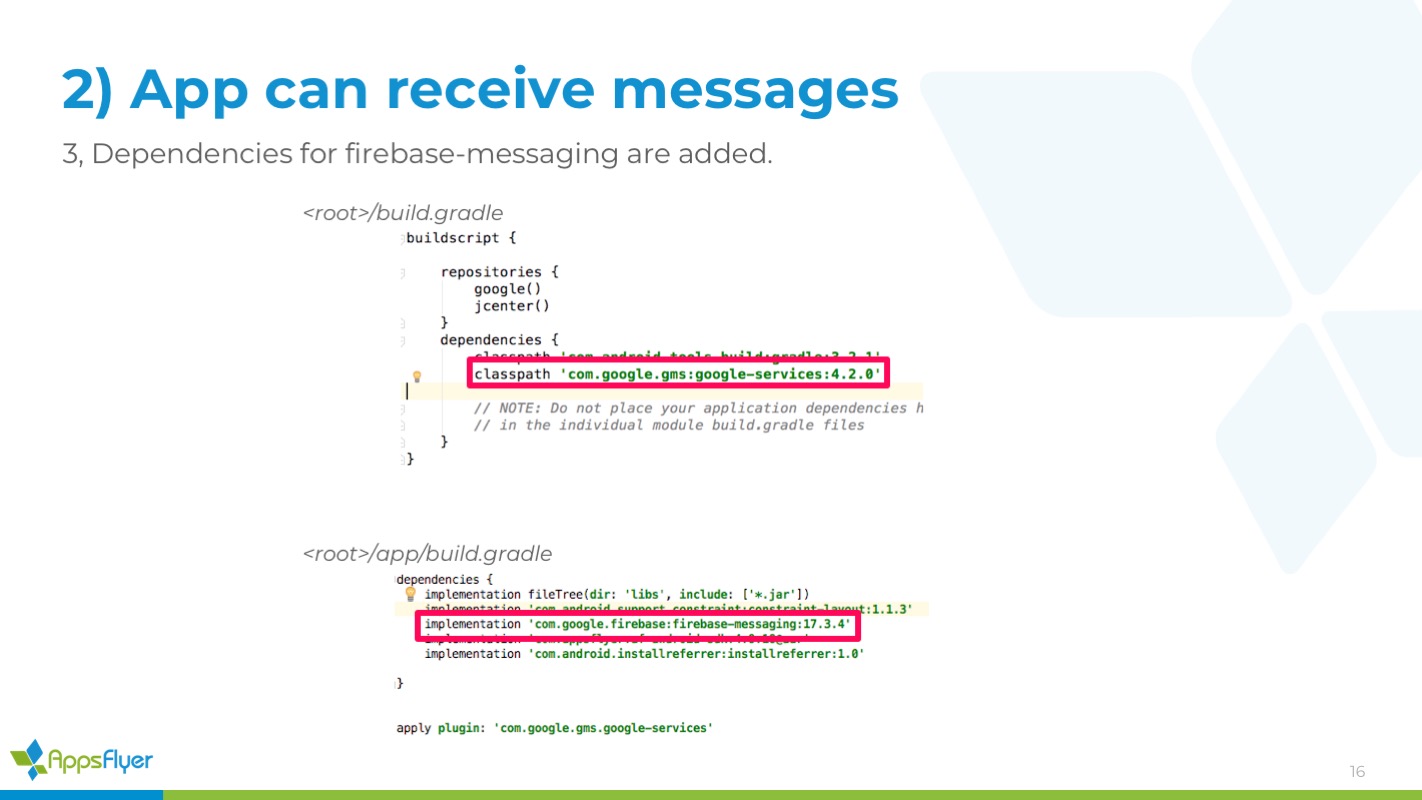 2) App can receive messages
3, Dependencies for firebase-messaging are added.
<root>/build.gradle
buildscript {
repositories {
google()
jcenter()
}
dependencies {
classpath 'com.android.tools.build:gradle:3.2.1'
classpath 'com.google.gms:google-services:4.2.0'
// NOTE: Do not place your application dependencies h
// in the individual module build.gradle files
}
}
<root>/app/build.gradle
dependencies {
implementation fileTree(dir: 'libs', include: ['*.jar'])
implementation 'com.android.support.constraint:constraint-layout:1.1.3'
implementation 'com.google.firebase:firebase-messaging:17.3.4'
implementation
implementation 'com.android.installreferrer:installreferrer:1.0'
}
apply plugin: 'com.google.gms.google-services'
AppsFlyer
16